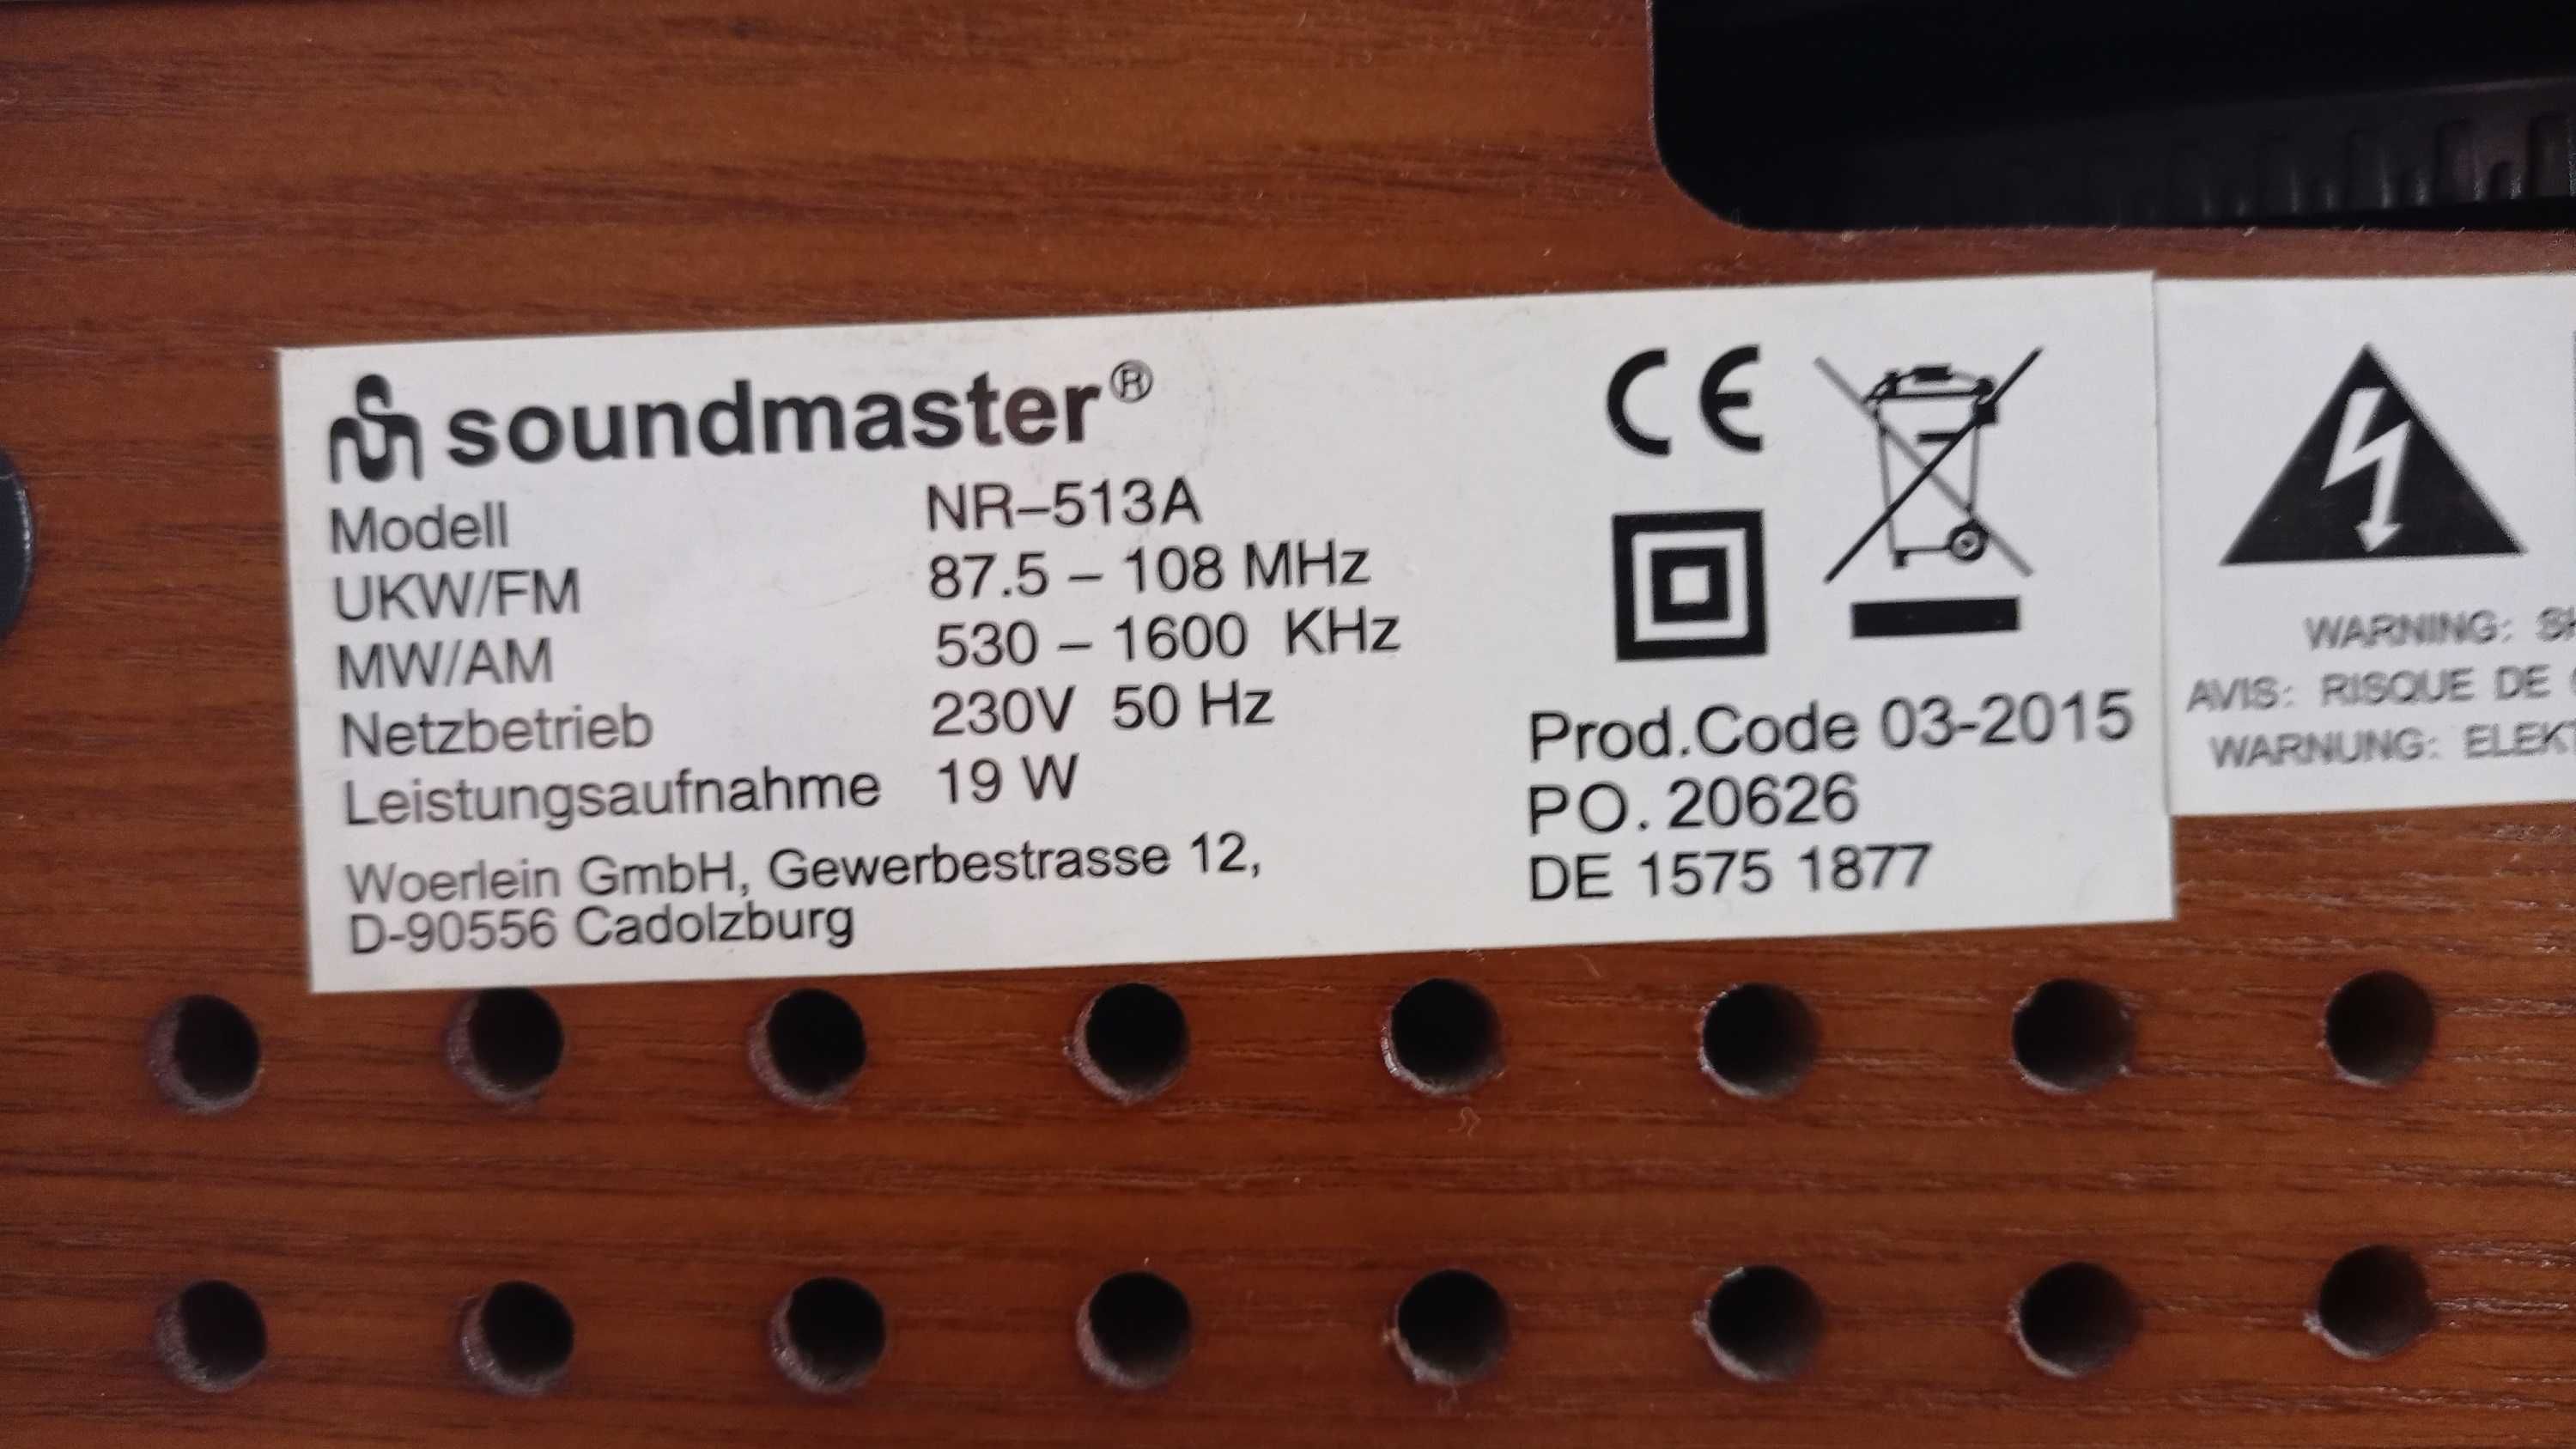 soundmaster®
Modell NR–513A
UKW/FM 87.5 – 108 MHz
MW/AM 530 – 1600 KHz
Netzbetrieb 230V 50 Hz
Leistungsaufnahme 19 W
Woerlein GmbH, Gewerbestrasse 12,
D-90556 Cadolzburg
CE
Prod.Code 03-2015
PO. 20626
DE 1575 1877
WARNING:
AVIS: RISQUE DE
WARNUNG: